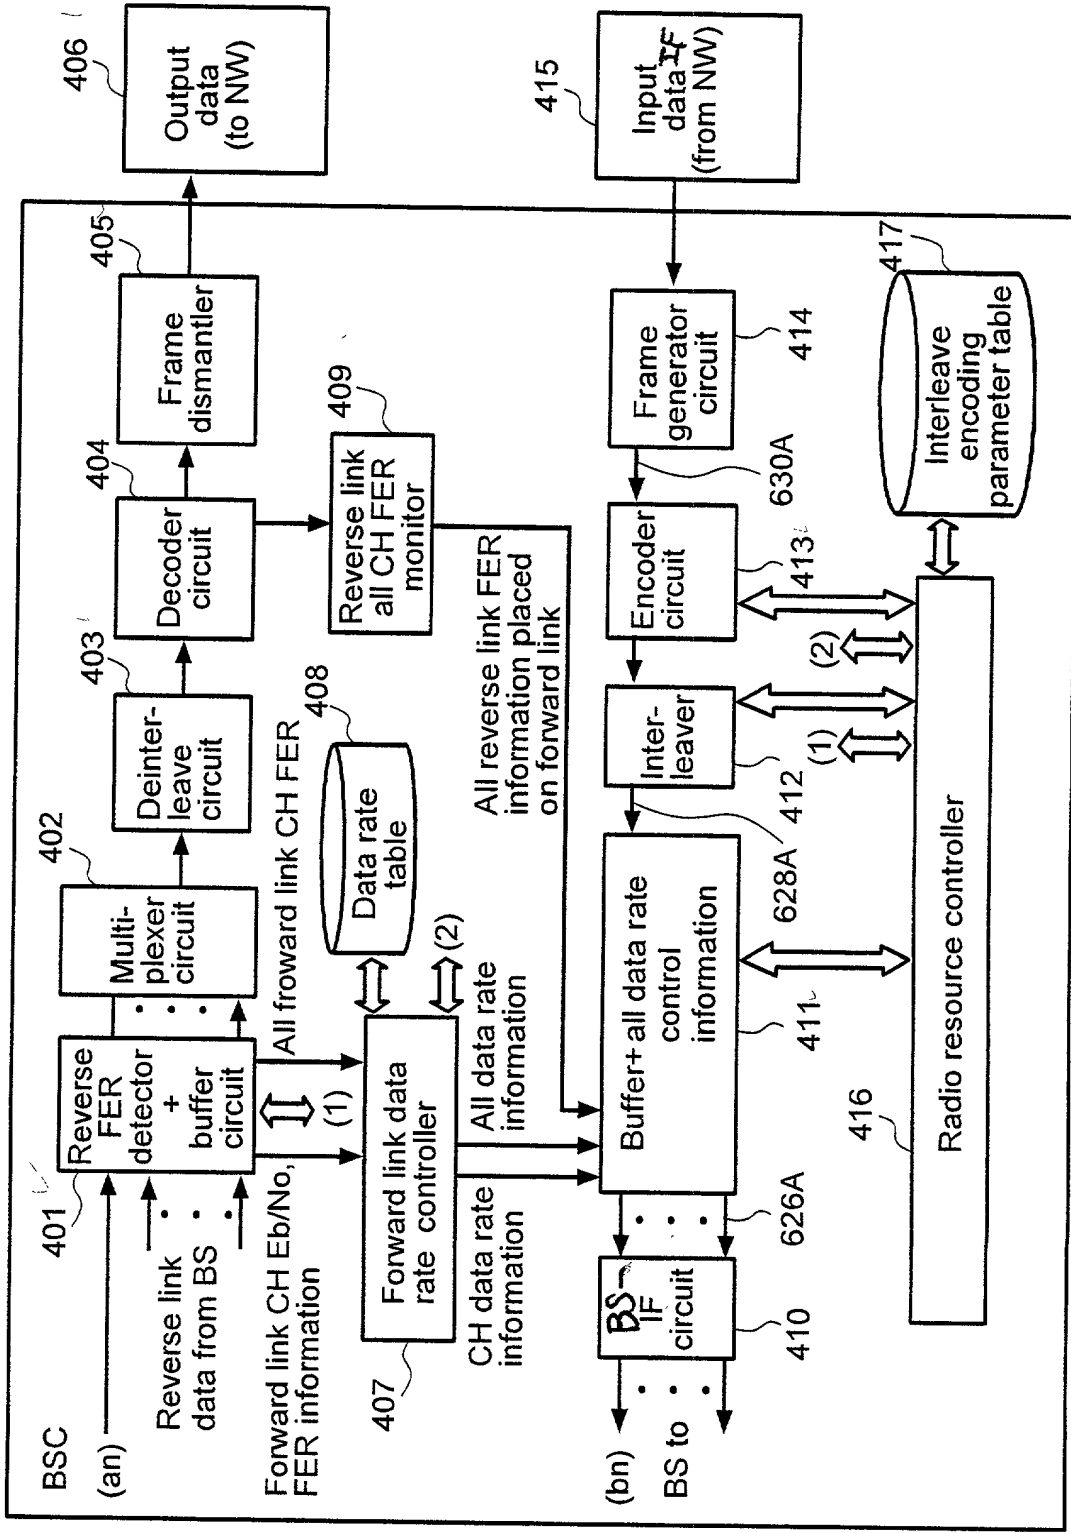 BSC
(an)
Reverse link
data from BS
401
Reverse
FER
detector
+
buffer
circuit
402
Multi-
plexer
circuit
403
Deinter-
leave
circuit
404
Decoder
circuit
405
Frame
dismantler
406
Output
data
(to NW)
Forward link CH Eb/No,
FER information
(1)
All froward link CH FER
407
Forward link data
rate controller
408
Data rate
table
(2)
409
Reverse link
all CH FER
monitor
CH data rate
information
All data rate
information
All reverse link FER
information placed
on forward link
415
Input
data IF
(from NW)
(bn)
BS to
BS-
IF
circuit
410
626A
Buffer+ all data rate
control
information
411
628A
Inter-
leaver
412
Encoder
circuit
413
630A
Frame
generator
circuit
414
(1)
(2)
416
Radio resource controller
417
Interleave
encoding
parameter table